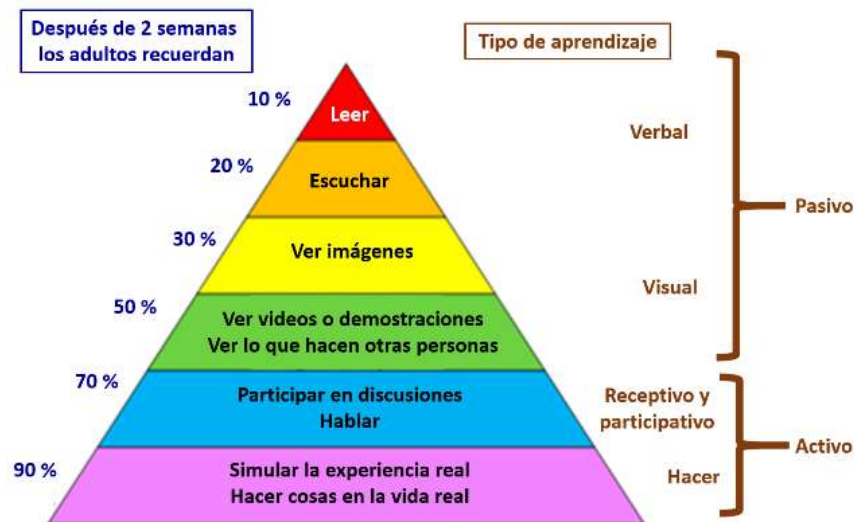 Después de 2 semanas
los adultos recuerdan
Tipo de aprendizaje
10 %
Leer
Verbal
20 %
Escuchar
Pasivo
30 %
Ver imágenes
Visual
50 %
Ver videos o demostraciones
Ver lo que hacen otras personas
70 %
Participar en discusiones
Hablar
Receptivo y
participativo
Activo
90 %
Simular la experiencia real
Hacer cosas en la vida real
Hacer